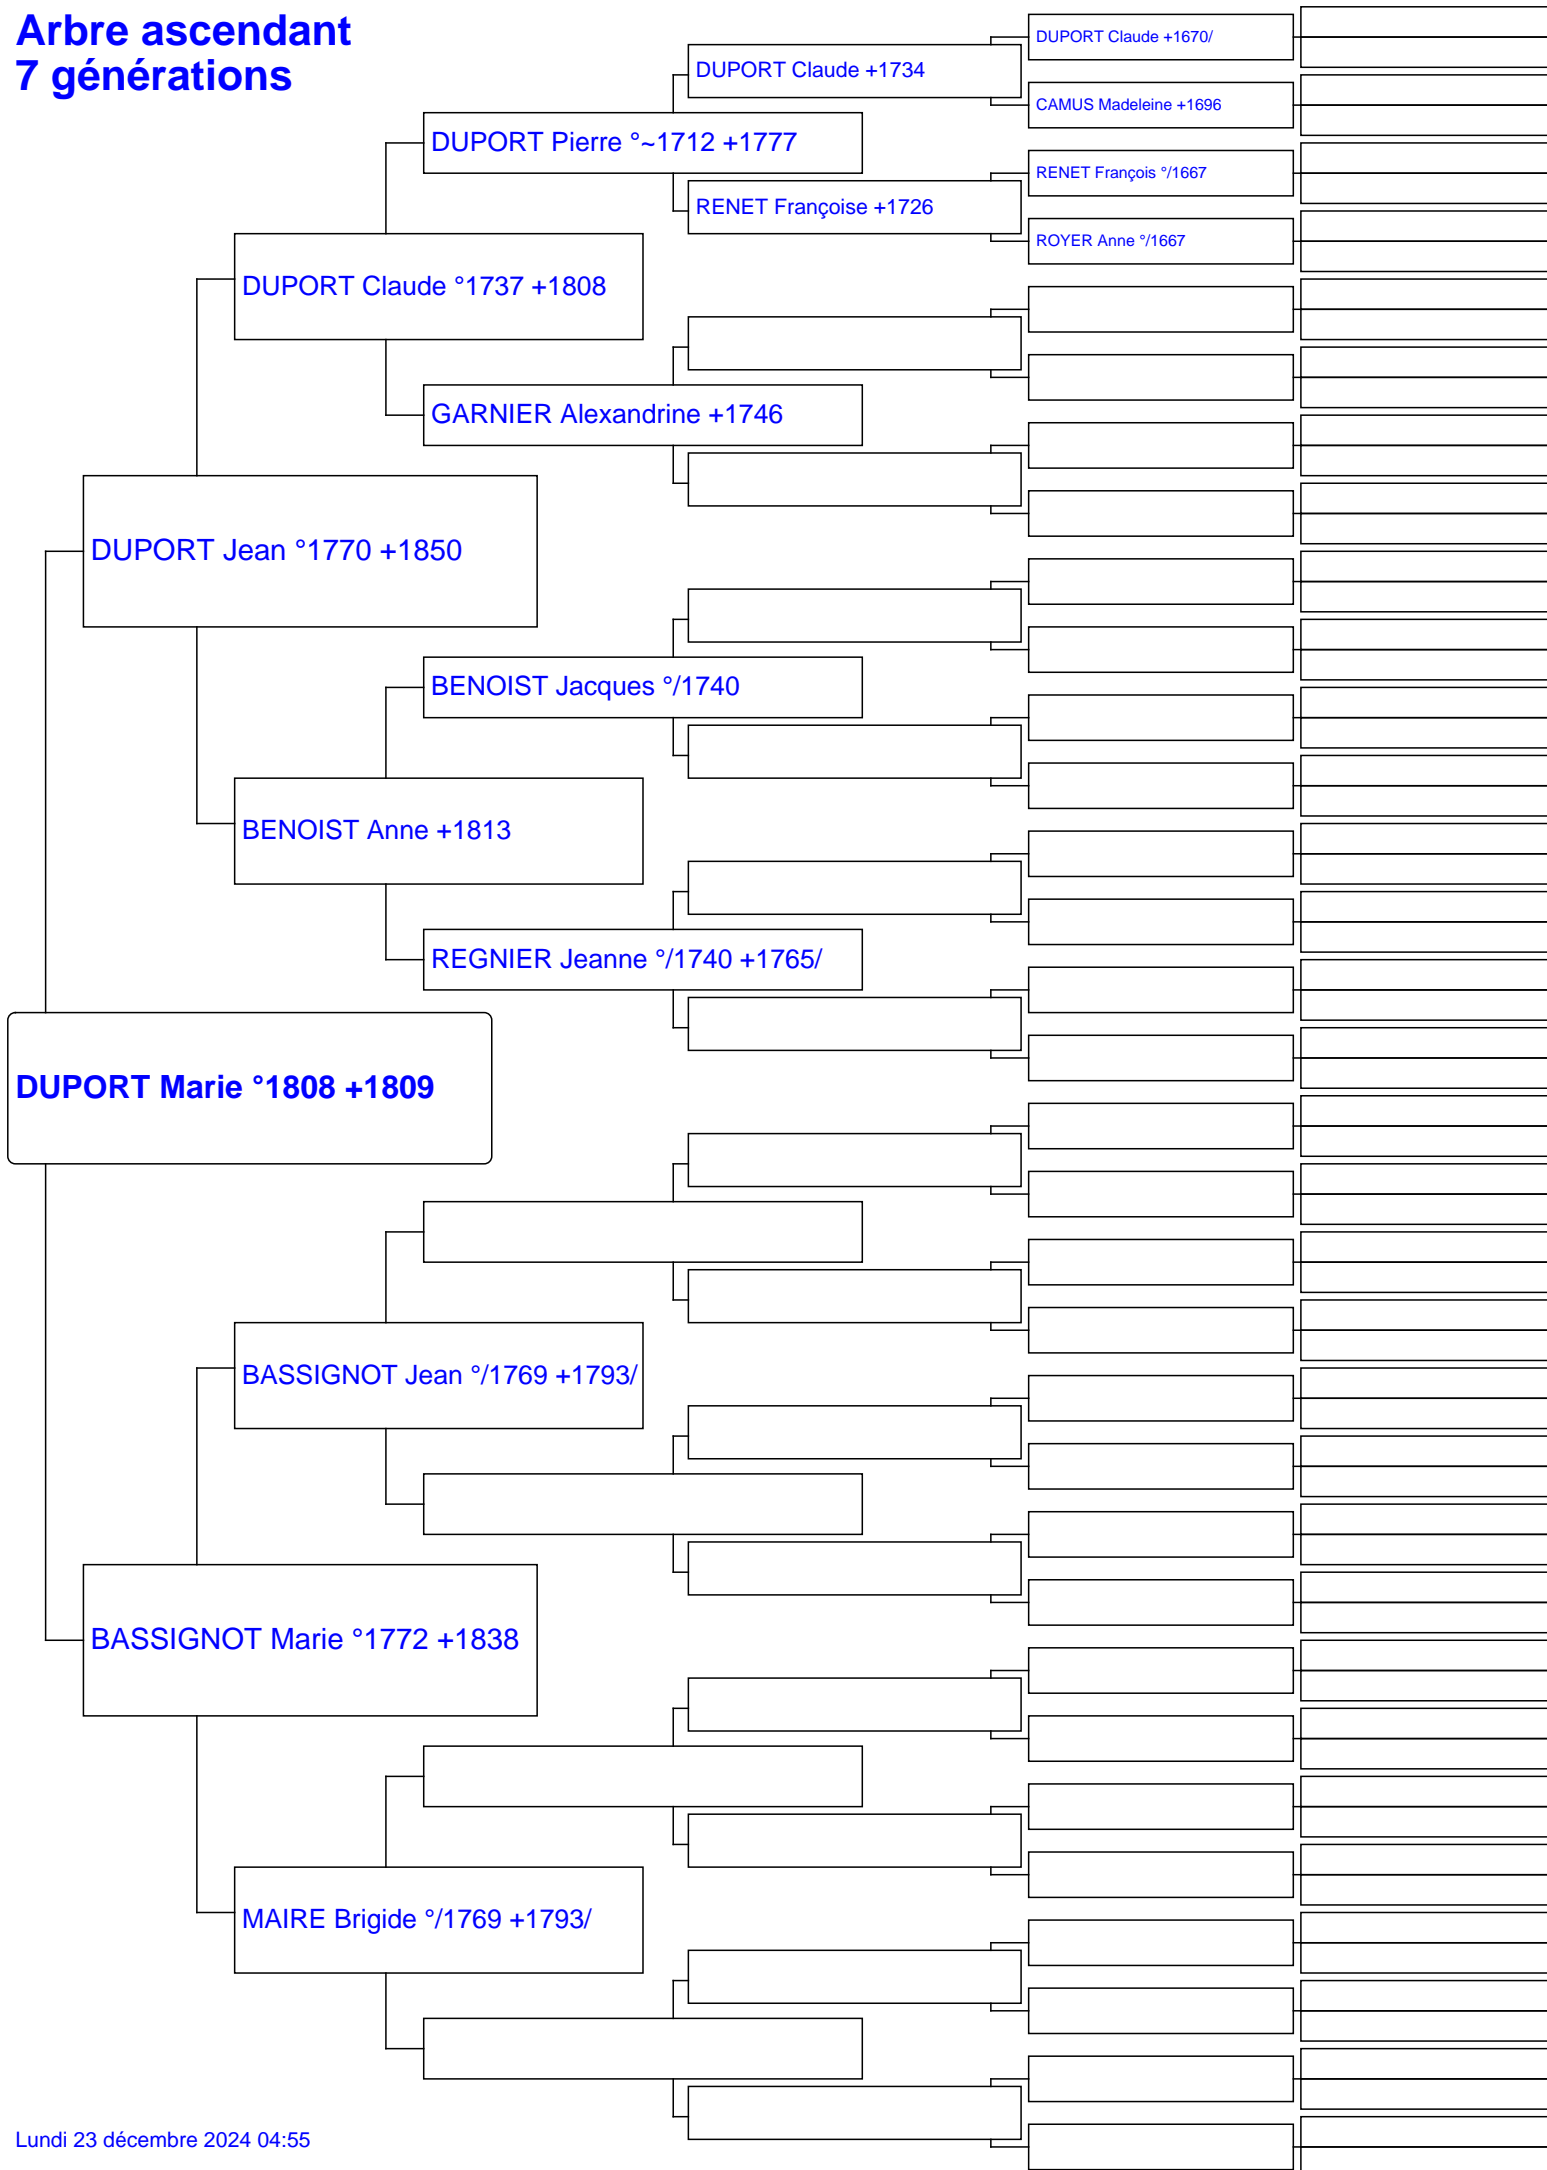 Arbre ascendant
7 générations
DUPORT Claude +1670/
DUPORT Claude +1734
CAMUS Madeleine +1696
DUPORT Pierre °~1712 +1777
RENET François °/1667
RENET Françoise +1726
ROYER Anne °/1667
DUPORT Claude °1737 +1808
GARNIER Alexandrine +1746
DUPORT Jean °1770 +1850
BENOIST Jacques °/1740
BENOIST Anne +1813
REGNIER Jeanne °/1740 +1765/
DUPORT Marie °1808 +1809
BASSIGNOT Jean °/1769 +1793/
BASSIGNOT Marie °1772 +1838
MAIRE Brigide °/1769 +1793/
Lundi 23 décembre 2024 04:55